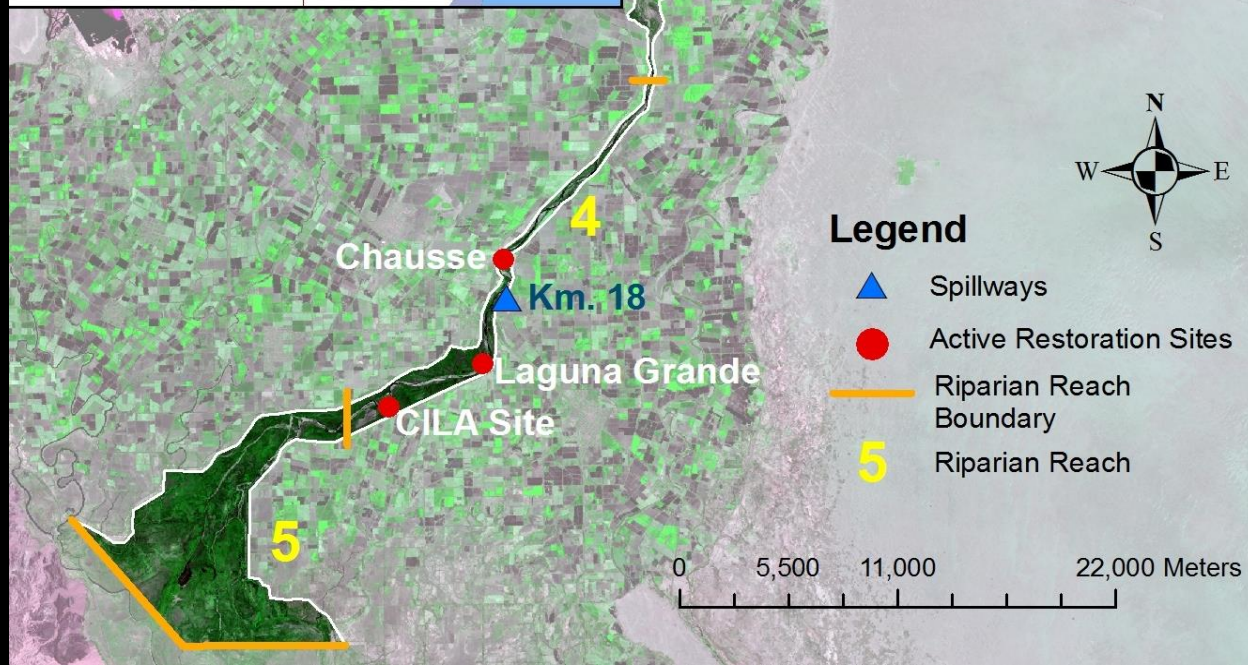 4
Chausse
Km. 18
Laguna Grande
CILA Site
5
N
W E
S
Legend
Spillways
Active Restoration Sites
Riparian Reach
Boundary
5 Riparian Reach
0 5,500 11,000 22,000 Meters